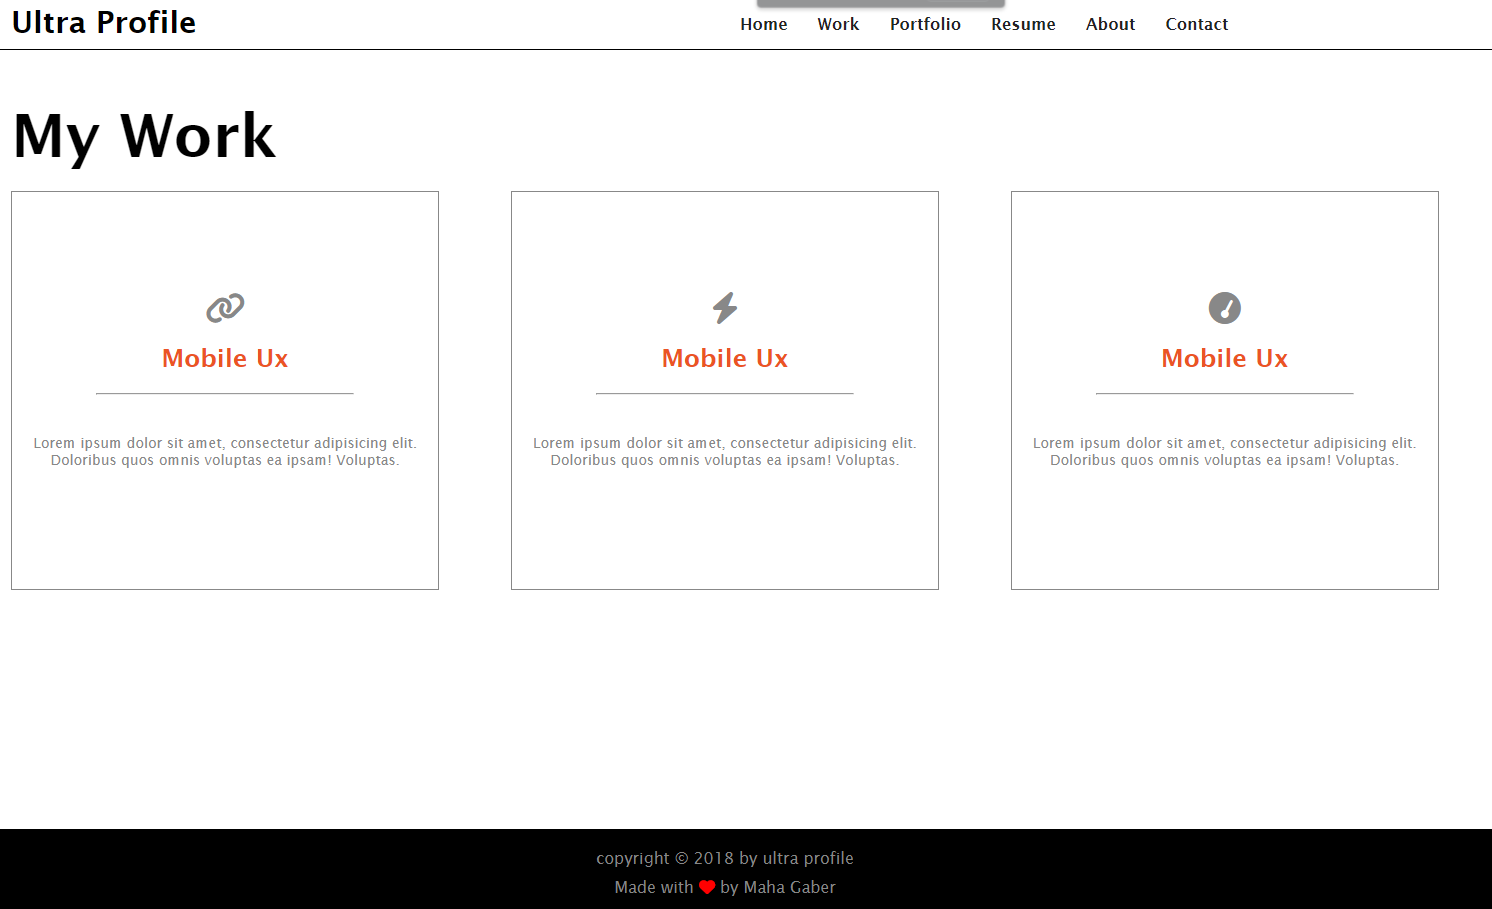 Ultra Profile
Home Work Portfolio Resume About Contact
My Work
Mobile Ux
Lorem ipsum dolor sit amet, consectetur adipisicing elit.
Doloribus quos omnis voluptas ea ipsam! Voluptas.
Mobile Ux
Lorem ipsum dolor sit amet, consectetur adipisicing elit.
Doloribus quos omnis voluptas ea ipsam! Voluptas.
Mobile Ux
Lorem ipsum dolor sit amet, consectetur adipisicing elit.
Doloribus quos omnis voluptas ea ipsam! Voluptas.
copyright © 2018 by ultra profile
Made with ❤ by Maha Gaber